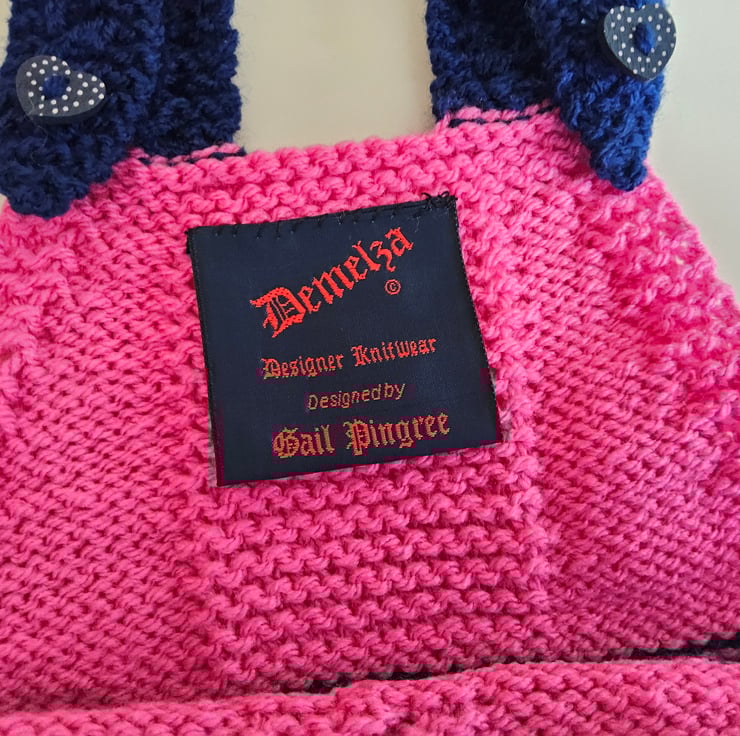 Demelza
©
Designer Knitwear
Designed by
Gail Pingree